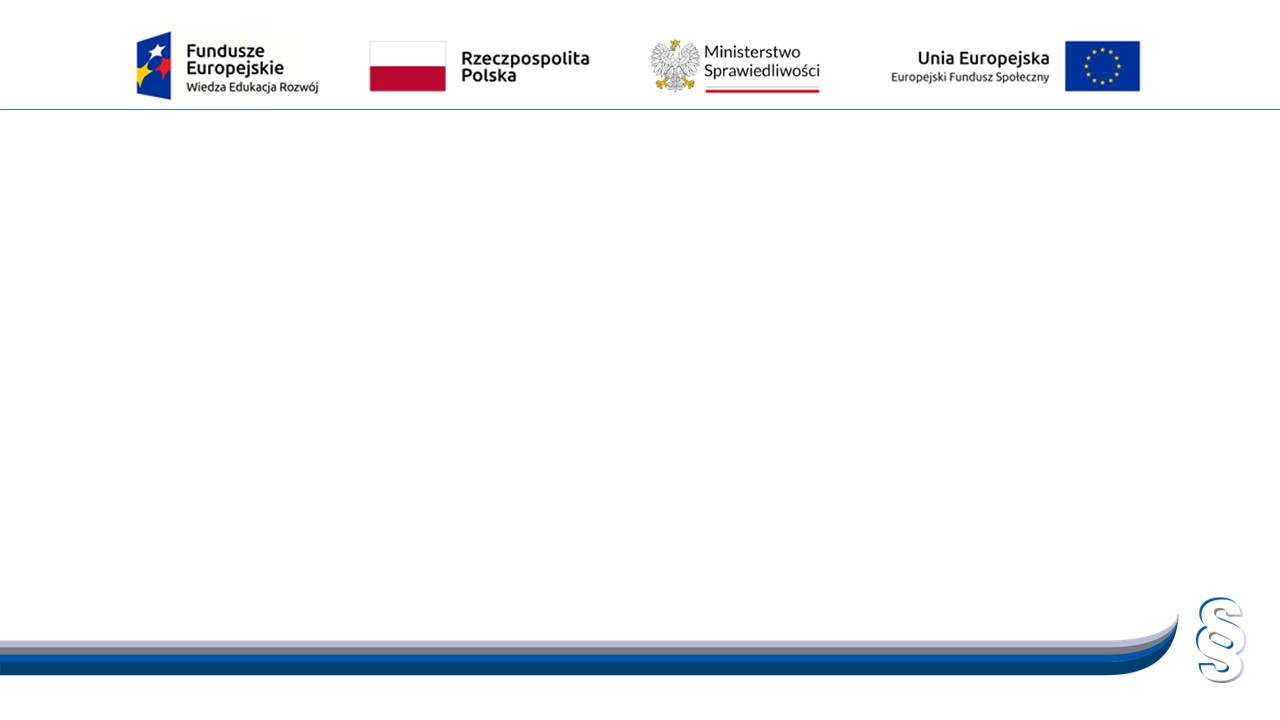 Fundusze
Europejskie
Wiedza Edukacja Rozwój
Rzeczpospolita
Polska
Ministerstwo
Sprawiedliwości
Unia Europejska
Europejski Fundusz Społeczny
§